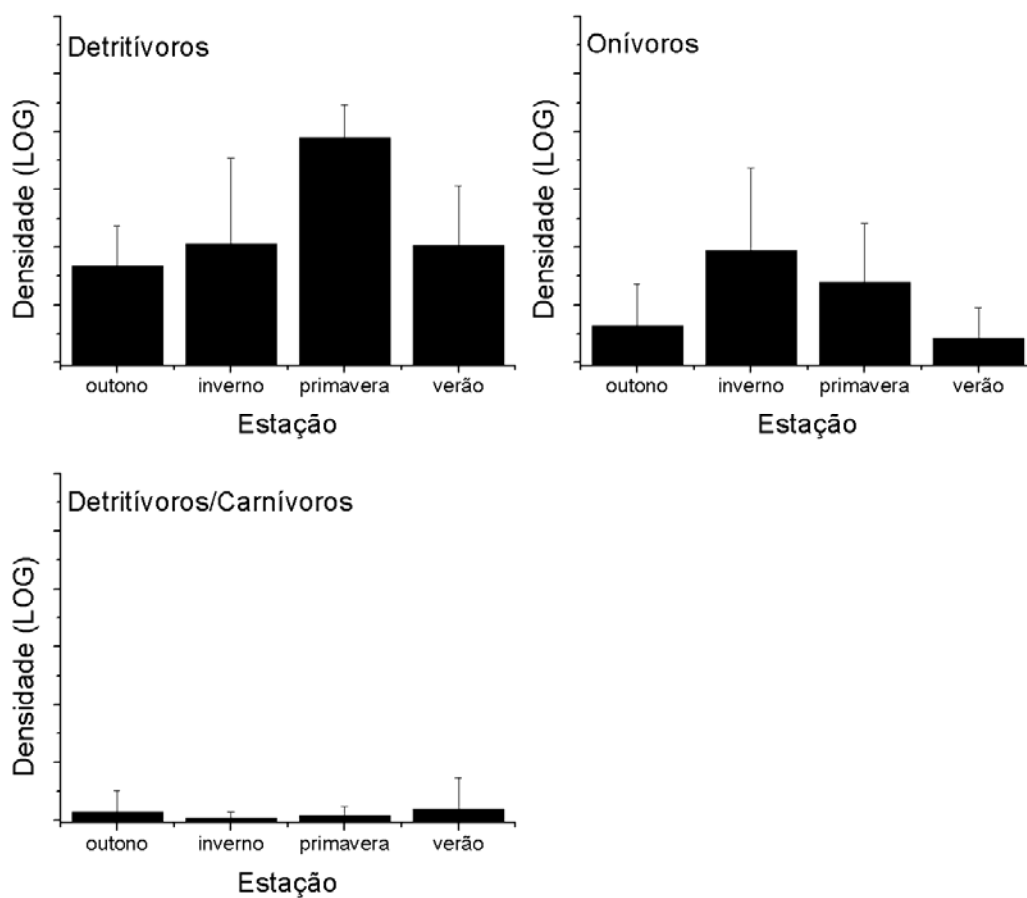 Detritívoros
Densidade (LOG)
outono inverno primavera verão
Estação
Onívoros
Densidade (LOG)
outono inverno primavera verão
Estação
Detritívoros/Carnívoros
Densidade (LOG)
outono inverno primavera verão
Estação